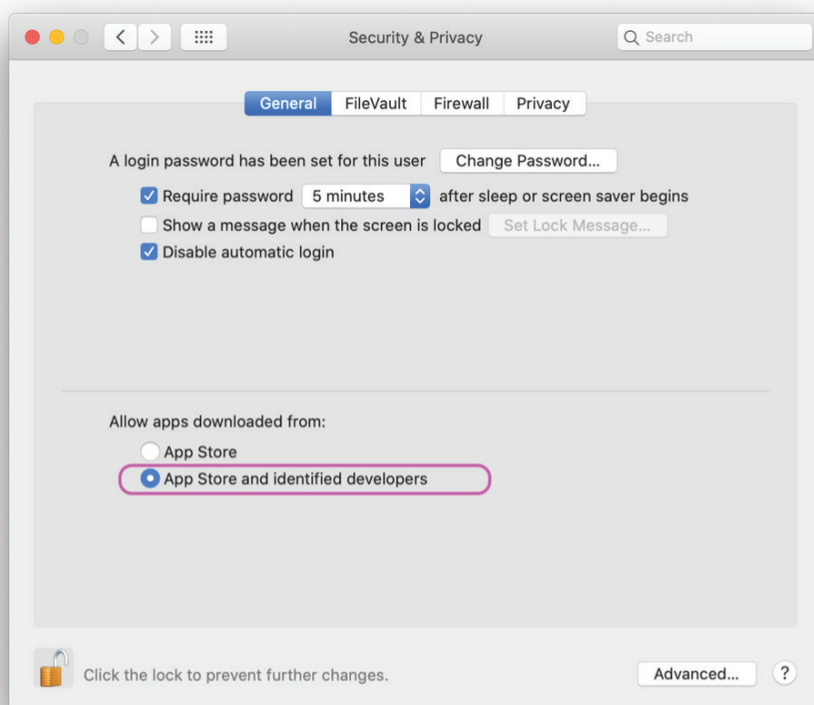 Security & Privacy
Search
General FileVault Firewall Privacy
A login password has been set for this user Change Password...
Require password 5 minutes after sleep or screen saver begins
Show a message when the screen is locked Set Lock Message...
Disable automatic login
Allow apps downloaded from:
App Store
App Store and identified developers
Click the lock to prevent further changes.
Advanced... ?